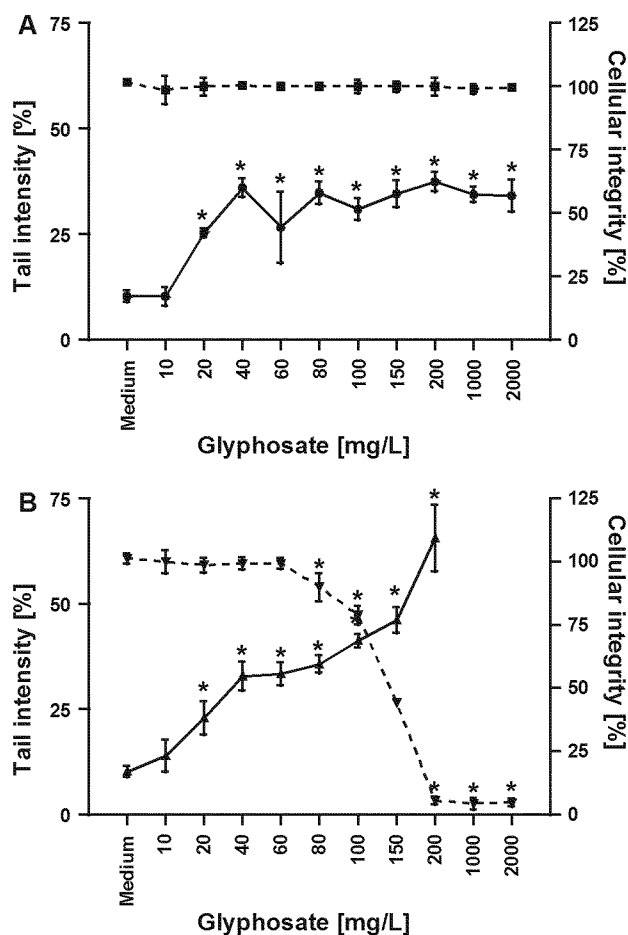 A
75
50
25
0
Tail intensity [%]
125
100
75
50
25
0
Cellular integrity [%]
* * * * * * * * *
Medium 10 20 40 60 80 100 150 200 1000 2000
Glyphosate [mg/L]
B
75
50
25
0
Tail intensity [%]
125
100
75
50
25
0
Cellular integrity [%]
* * * * * * * * * * * * *
Medium 10 20 40 60 80 100 150 200 1000 2000
Glyphosate [mg/L]